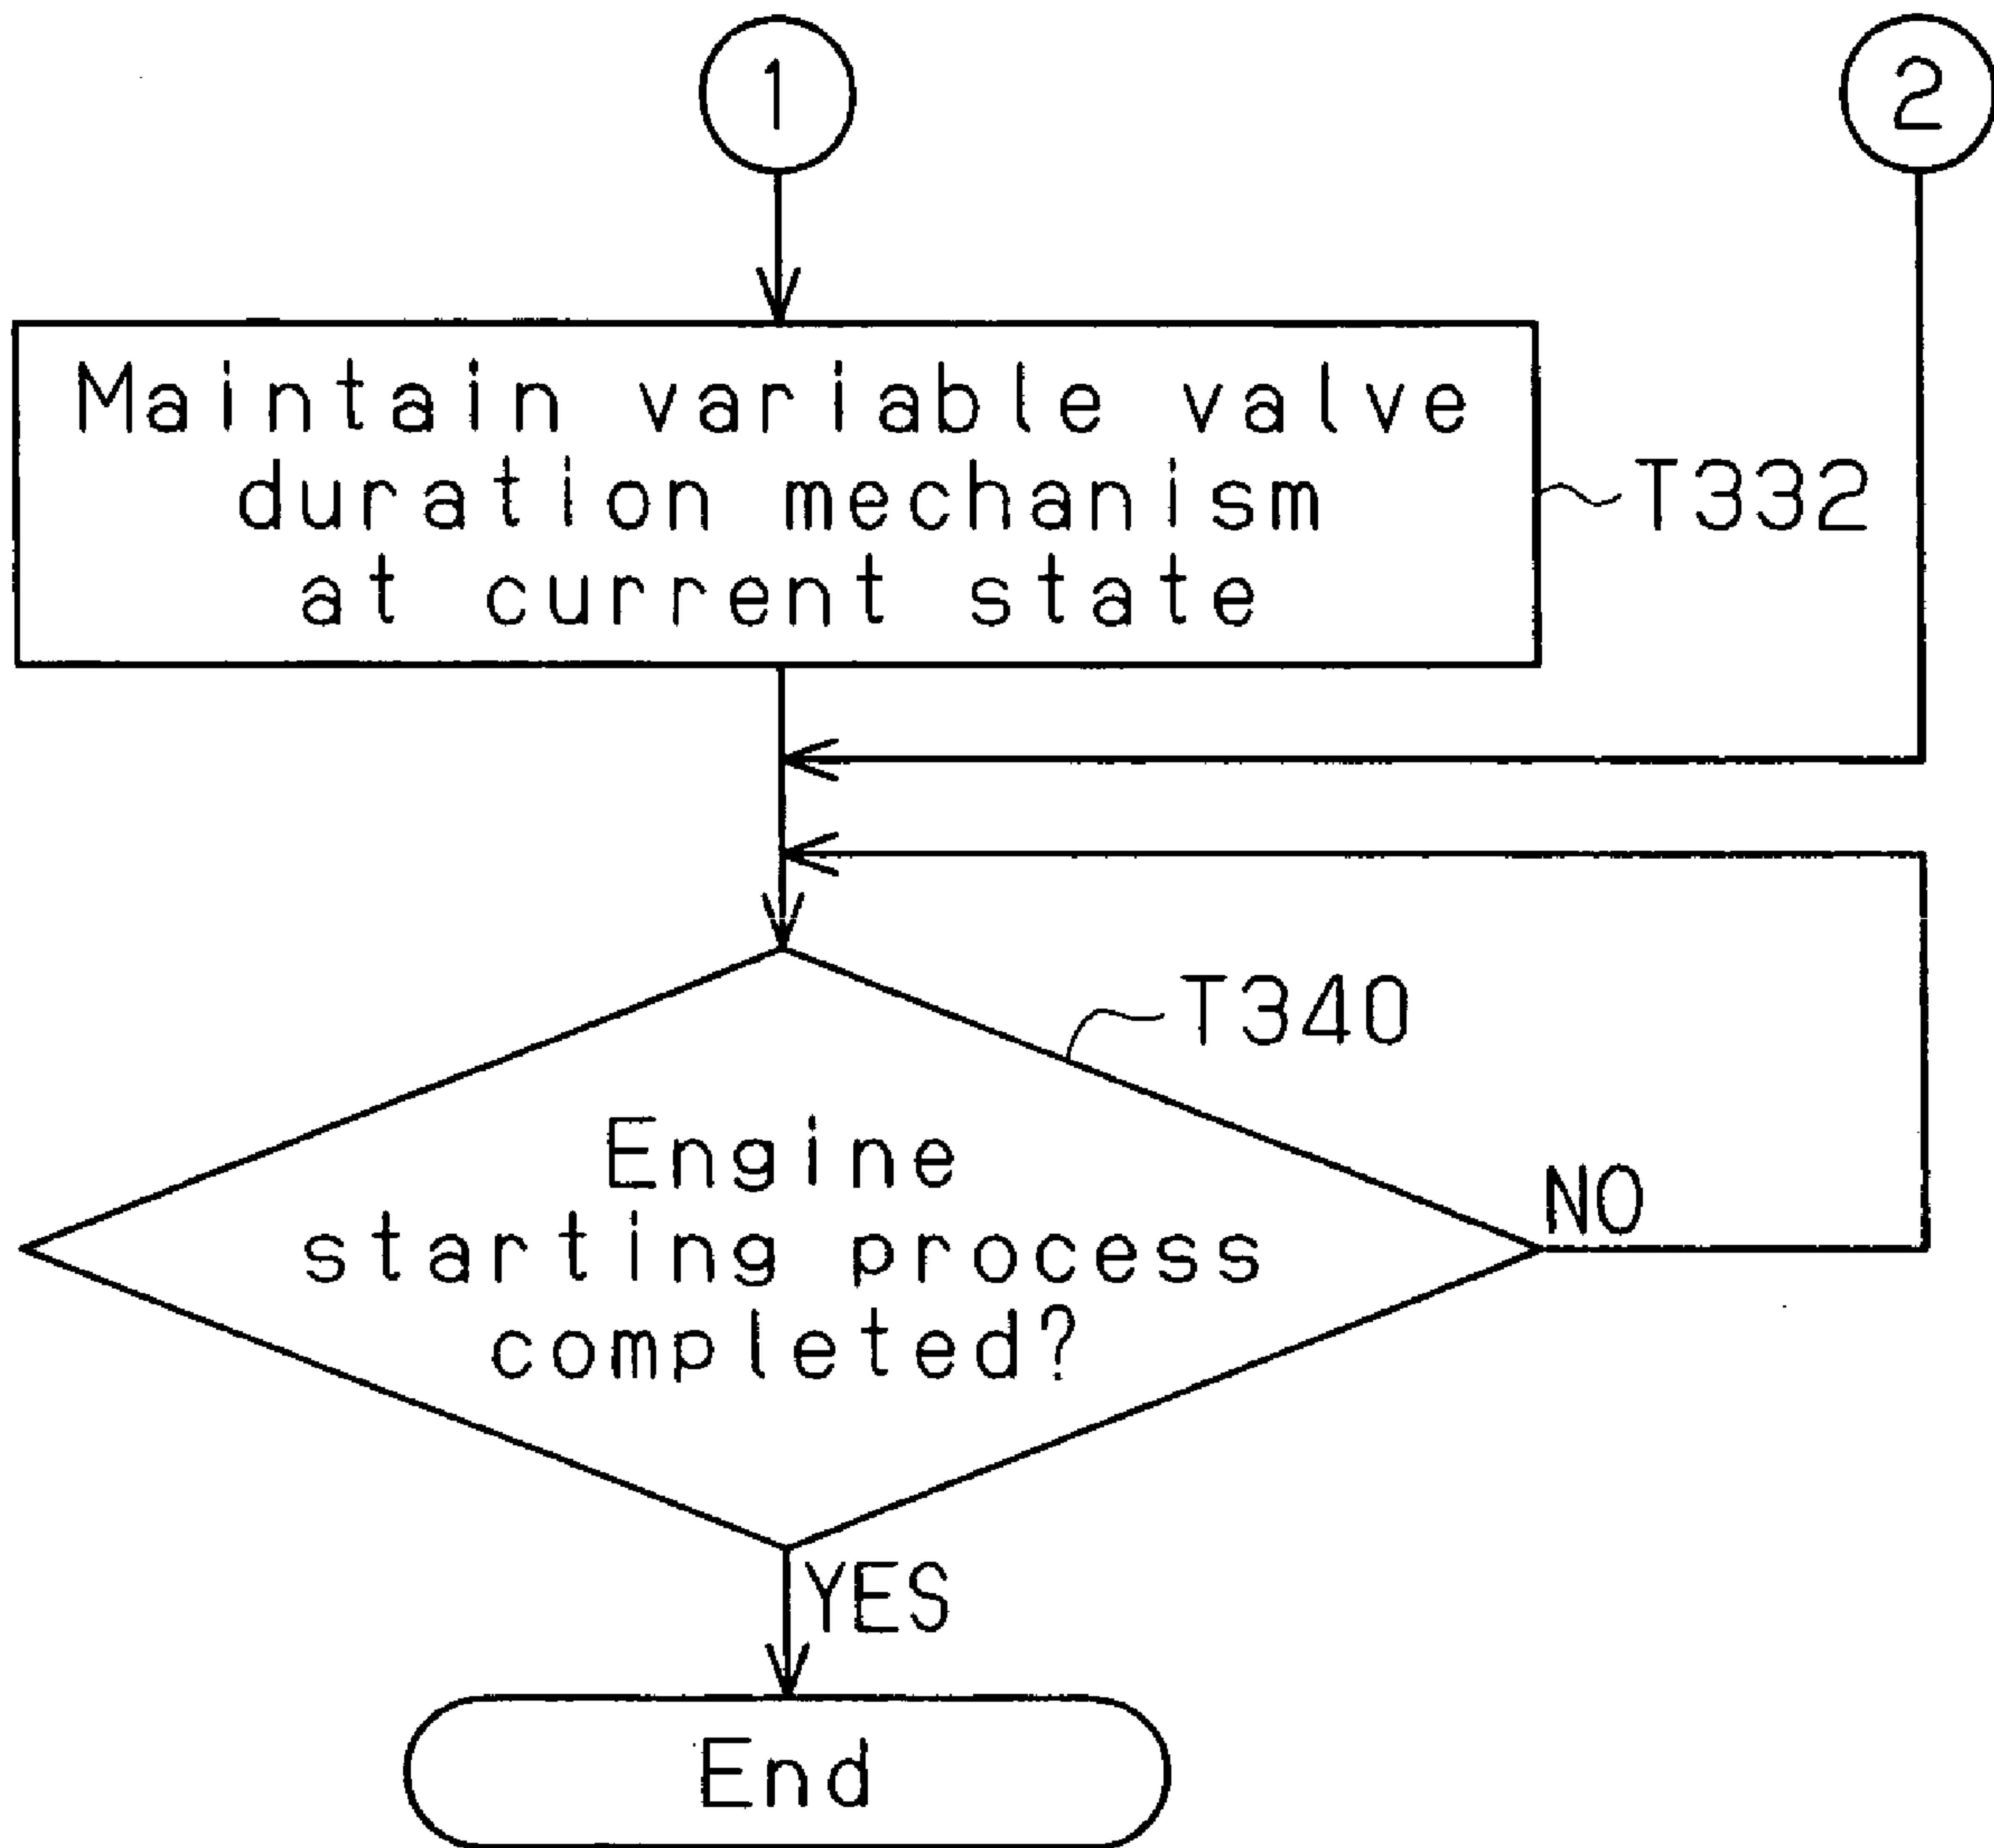 1
2
Maintain variable valve
duration mechanism
at current state
T332
T340
Engine
starting process
completed?
NO
YES
End